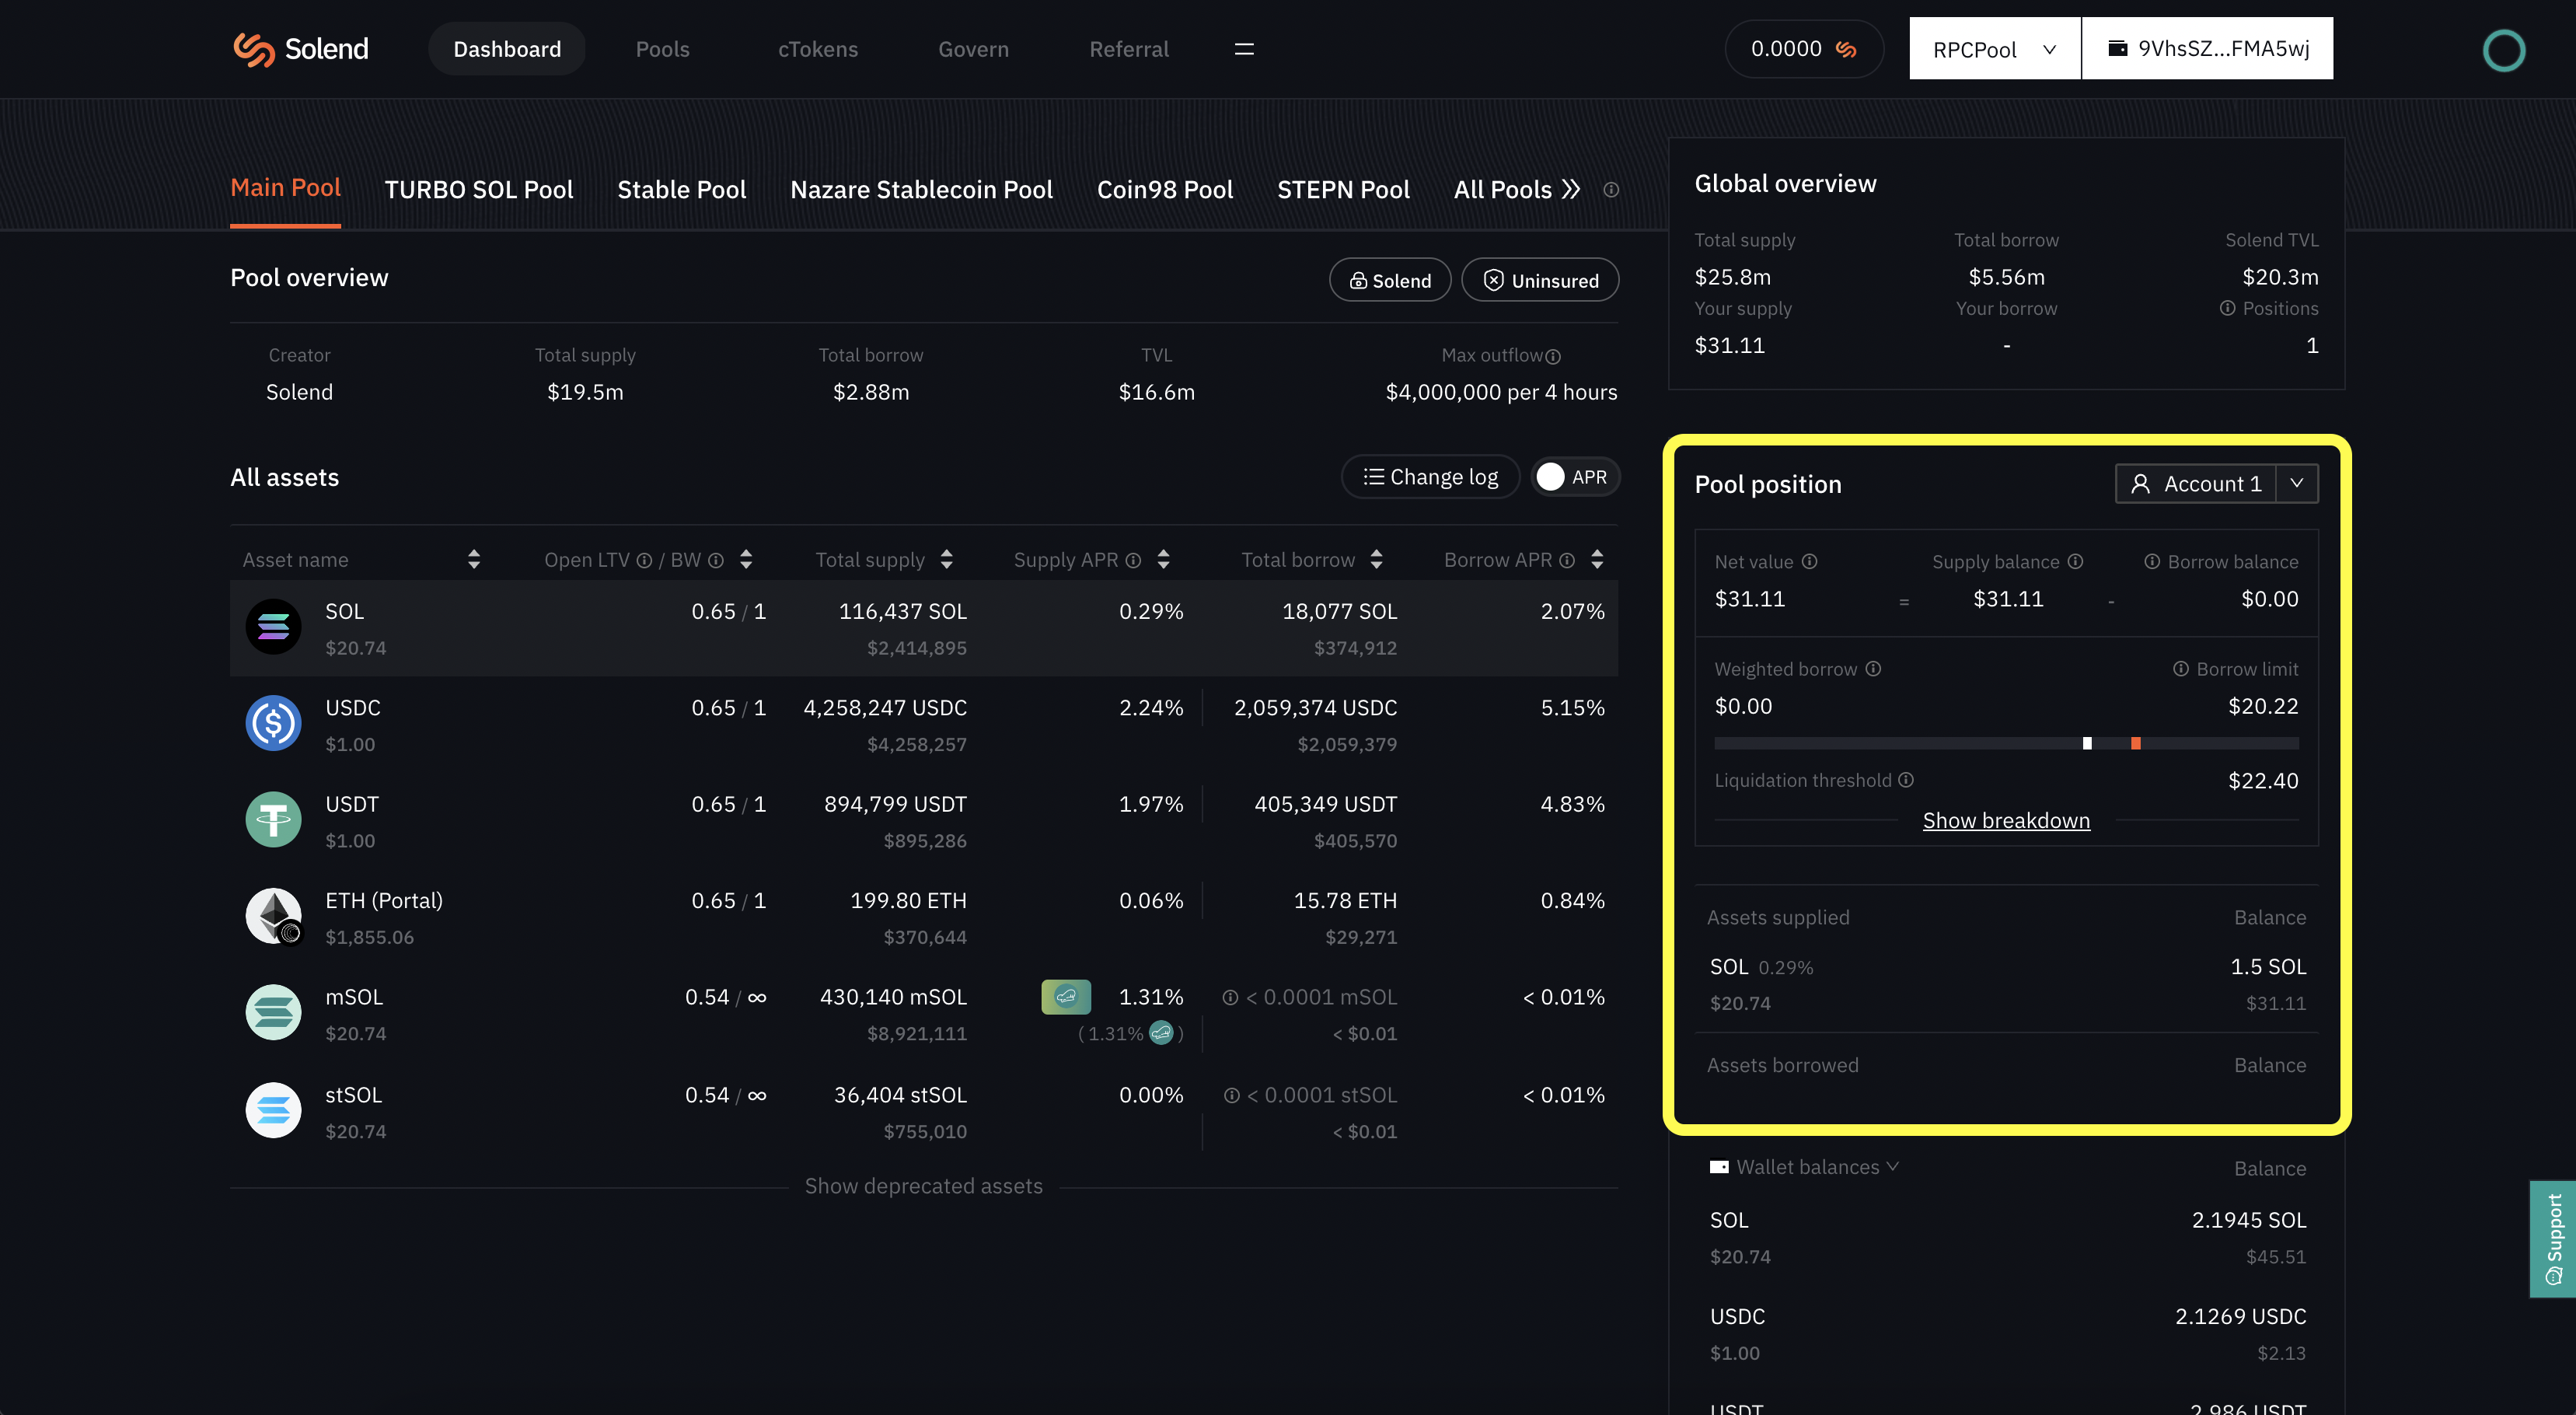 Solend Dashboard Pools cTokens Govern Referral 0.0000 RPCPool 9VhsSZ...FMA5wj
Main Pool TURBO SOL Pool Stable Pool Nazare Stablecoin Pool Coin98 Pool STEPN Pool All Pools
Pool overview Solend Uninsured
Creator Total supply Total borrow TVL Max outflow
Solend $19.5m $2.88m $16.6m $4,000,000 per 4 hours
All assets Change log APR
Asset name Open LTV / BW Total supply Supply APR Total borrow Borrow APR
SOL 0.65 / 1 116,437 SOL 0.29% 18,077 SOL 2.07%
$20.74 $2,414,895 $374,912
USDC 0.65 / 1 4,258,247 USDC 2.24% 2,059,374 USDC 5.15%
$1.00 $4,258,257 $2,059,379
USDT 0.65 / 1 894,799 USDT 1.97% 405,349 USDT 4.83%
$1.00 $895,286 $405,570
ETH (Portal) 0.65 / 1 199.80 ETH 0.06% 15.78 ETH 0.84%
$1,855.06 $370,644 $29,271
mSOL 0.54 / ∞ 430,140 mSOL 1.31% < 0.0001 mSOL < 0.01%
$20.74 $8,921,111 ( 1.31% ) < $0.01
stSOL 0.54 / ∞ 36,404 stSOL 0.00% < 0.0001 stSOL < 0.01%
$20.74 $755,010 < $0.01
Show deprecated assets
Global overview
Total supply Total borrow Solend TVL
$25.8m $5.56m $20.3m
Your supply Your borrow Positions
$31.11 - 1
Pool position Account 1
Net value Supply balance Borrow balance
$31.11 = $31.11 - $0.00
Weighted borrow Borrow limit
$0.00 $20.22
Liquidation threshold $22.40
Show breakdown
Assets supplied Balance
SOL 0.29% 1.5 SOL
$20.74 $31.11
Assets borrowed Balance
Wallet balances Balance
SOL 2.1945 SOL
$20.74 $45.51
USDC 2.1269 USDC
$1.00 $2.13
USDT 2.986 USDT
Support